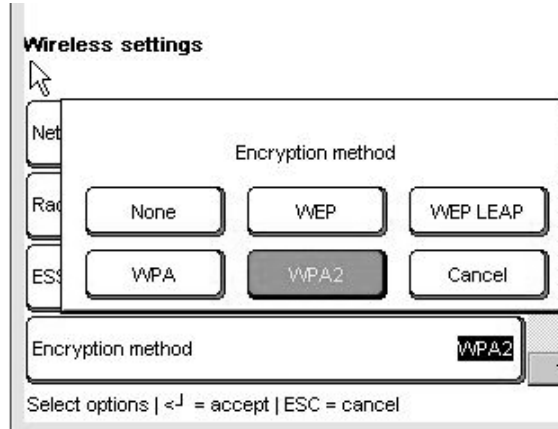 Wireless settings
Net
Encryption method
Rad
None
WEP
WEP LEAP
ESS
WPA
WPA2
Cancel
Encryption method WPA2
Select options | <┘ = accept | ESC = cancel